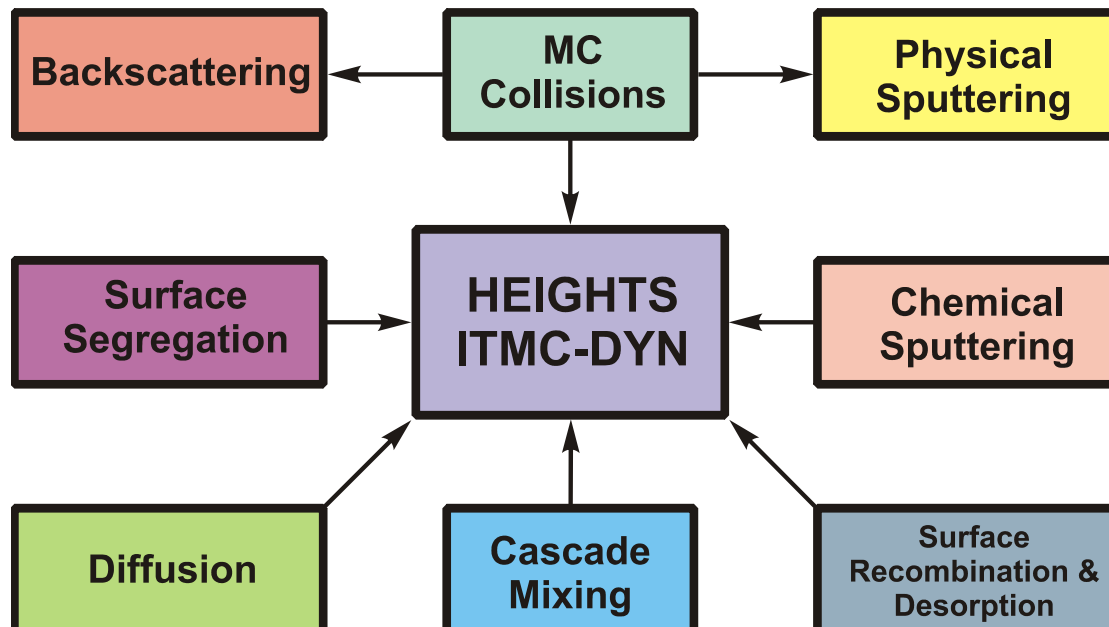 Backscattering
MC
Collisions
Physical
Sputtering
Surface
Segregation
HEIGHTS
ITMC-DYN
Chemical
Sputtering
Diffusion
Cascade
Mixing
Surface
Recombination &
Desorption